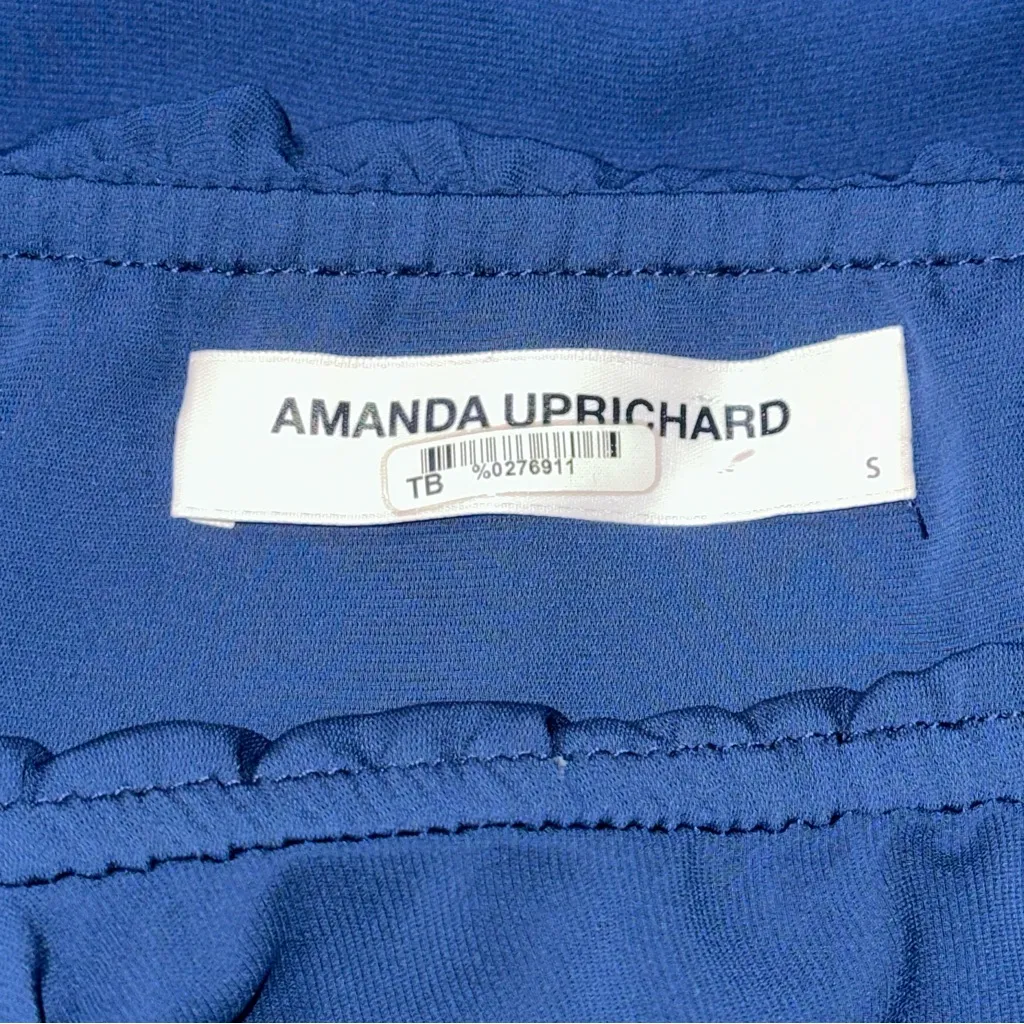 AMANDA UPRICHARD
%0276911
TB
S